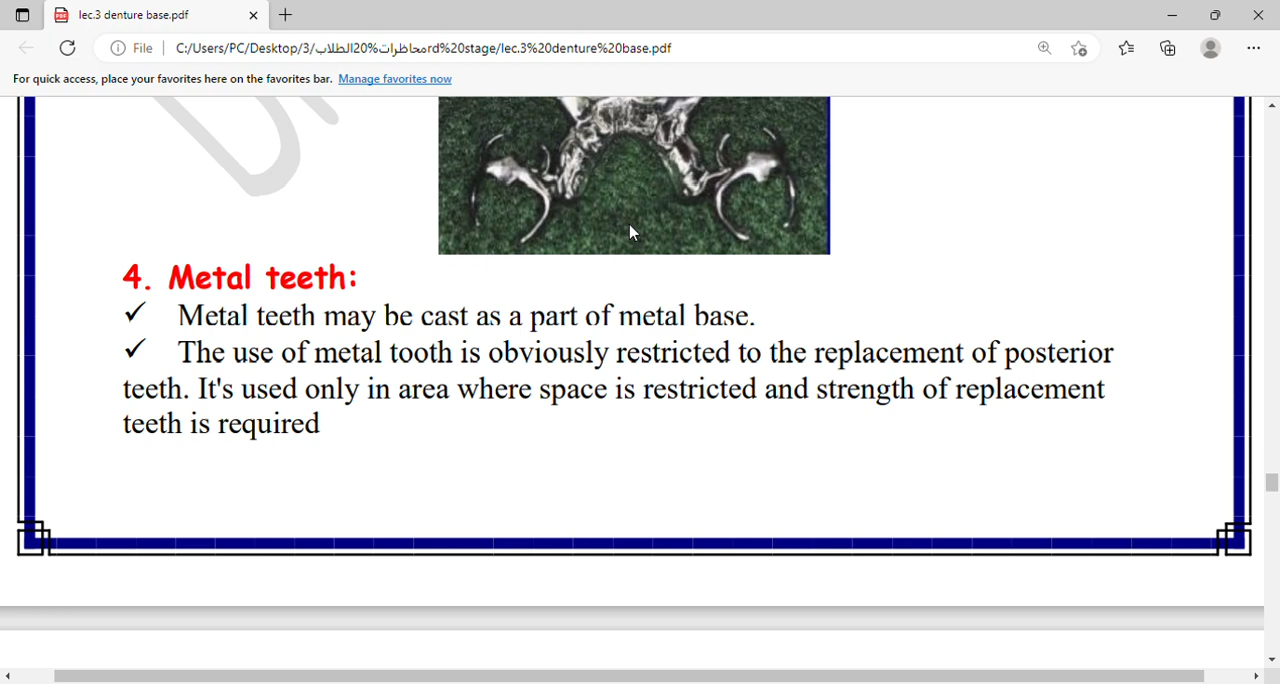 lec.3 denture base.pdf
File
C:/Users/PC/Desktop/3/محاظرات%20الطلابrd%20stage/lec.3%20denture%20base.pdf
For quick access, place your favorites here on the favorites bar. Manage favorites now
4. Metal teeth:
✓ Metal teeth may be cast as a part of metal base.
✓ The use of metal tooth is obviously restricted to the replacement of posterior
teeth. It's used only in area where space is restricted and strength of replacement
teeth is required